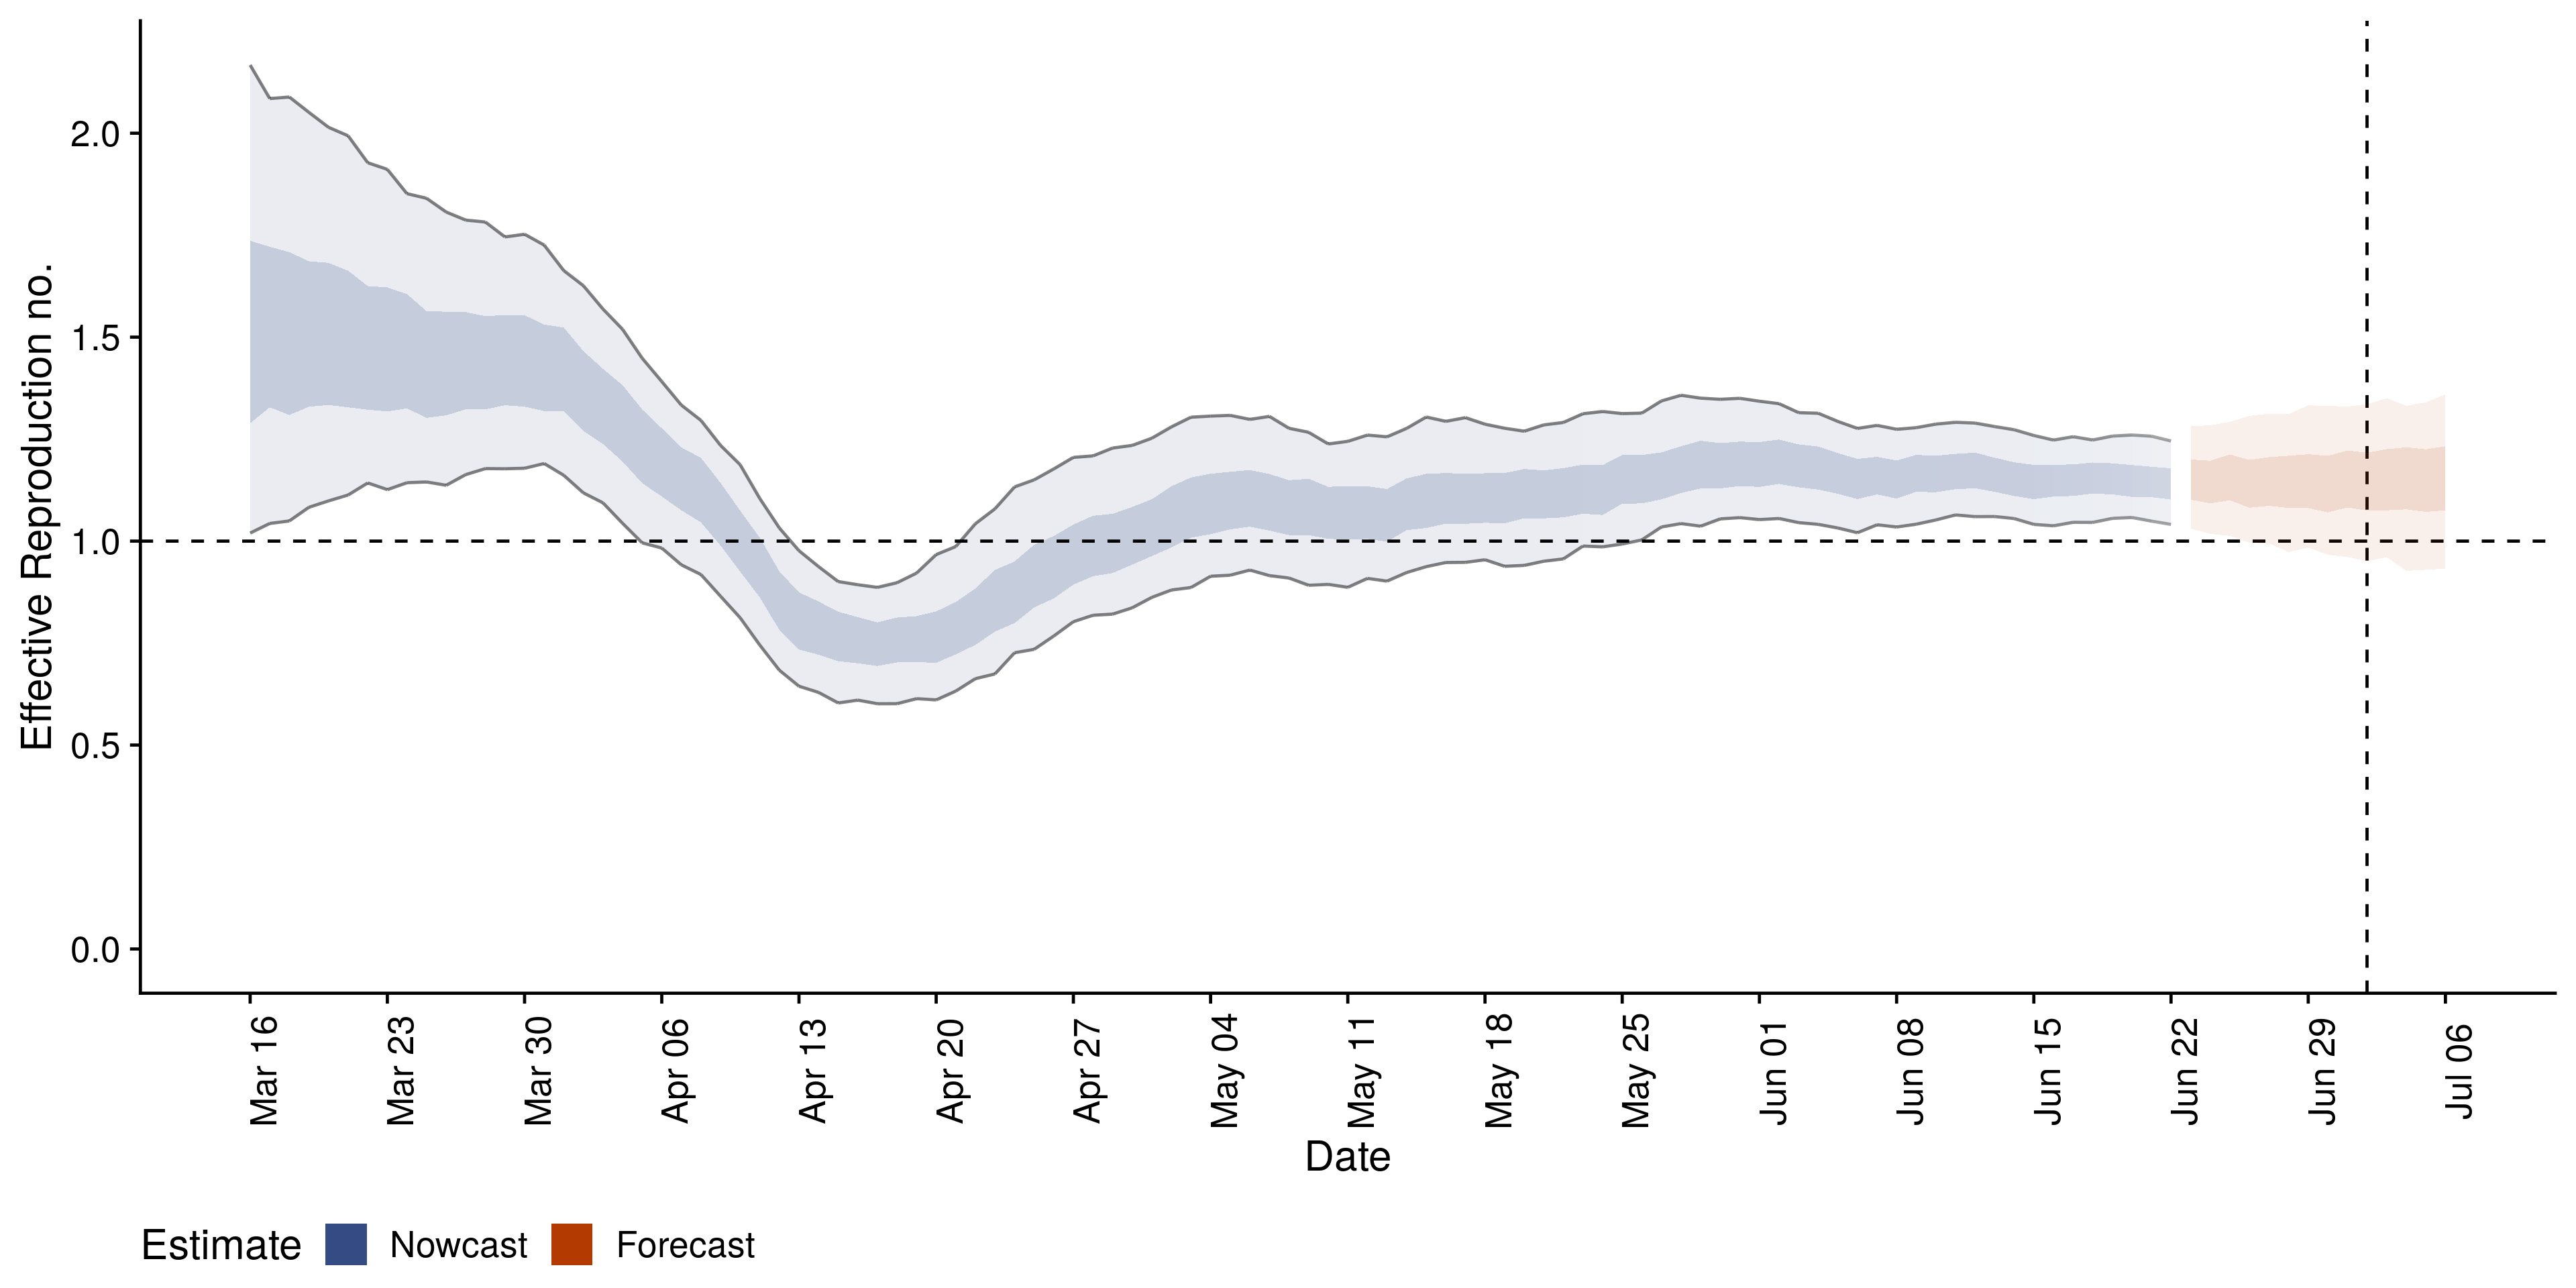 Effective Reproduction no.
2.0
1.5
1.0
0.5
0.0
Mar 16
Mar 23
Mar 30
Apr 06
Apr 13
Apr 20
Apr 27
May 04
May 11
May 18
May 25
Jun 01
Jun 08
Jun 15
Jun 22
Jun 29
Jul 06
Date
Estimate Nowcast Forecast